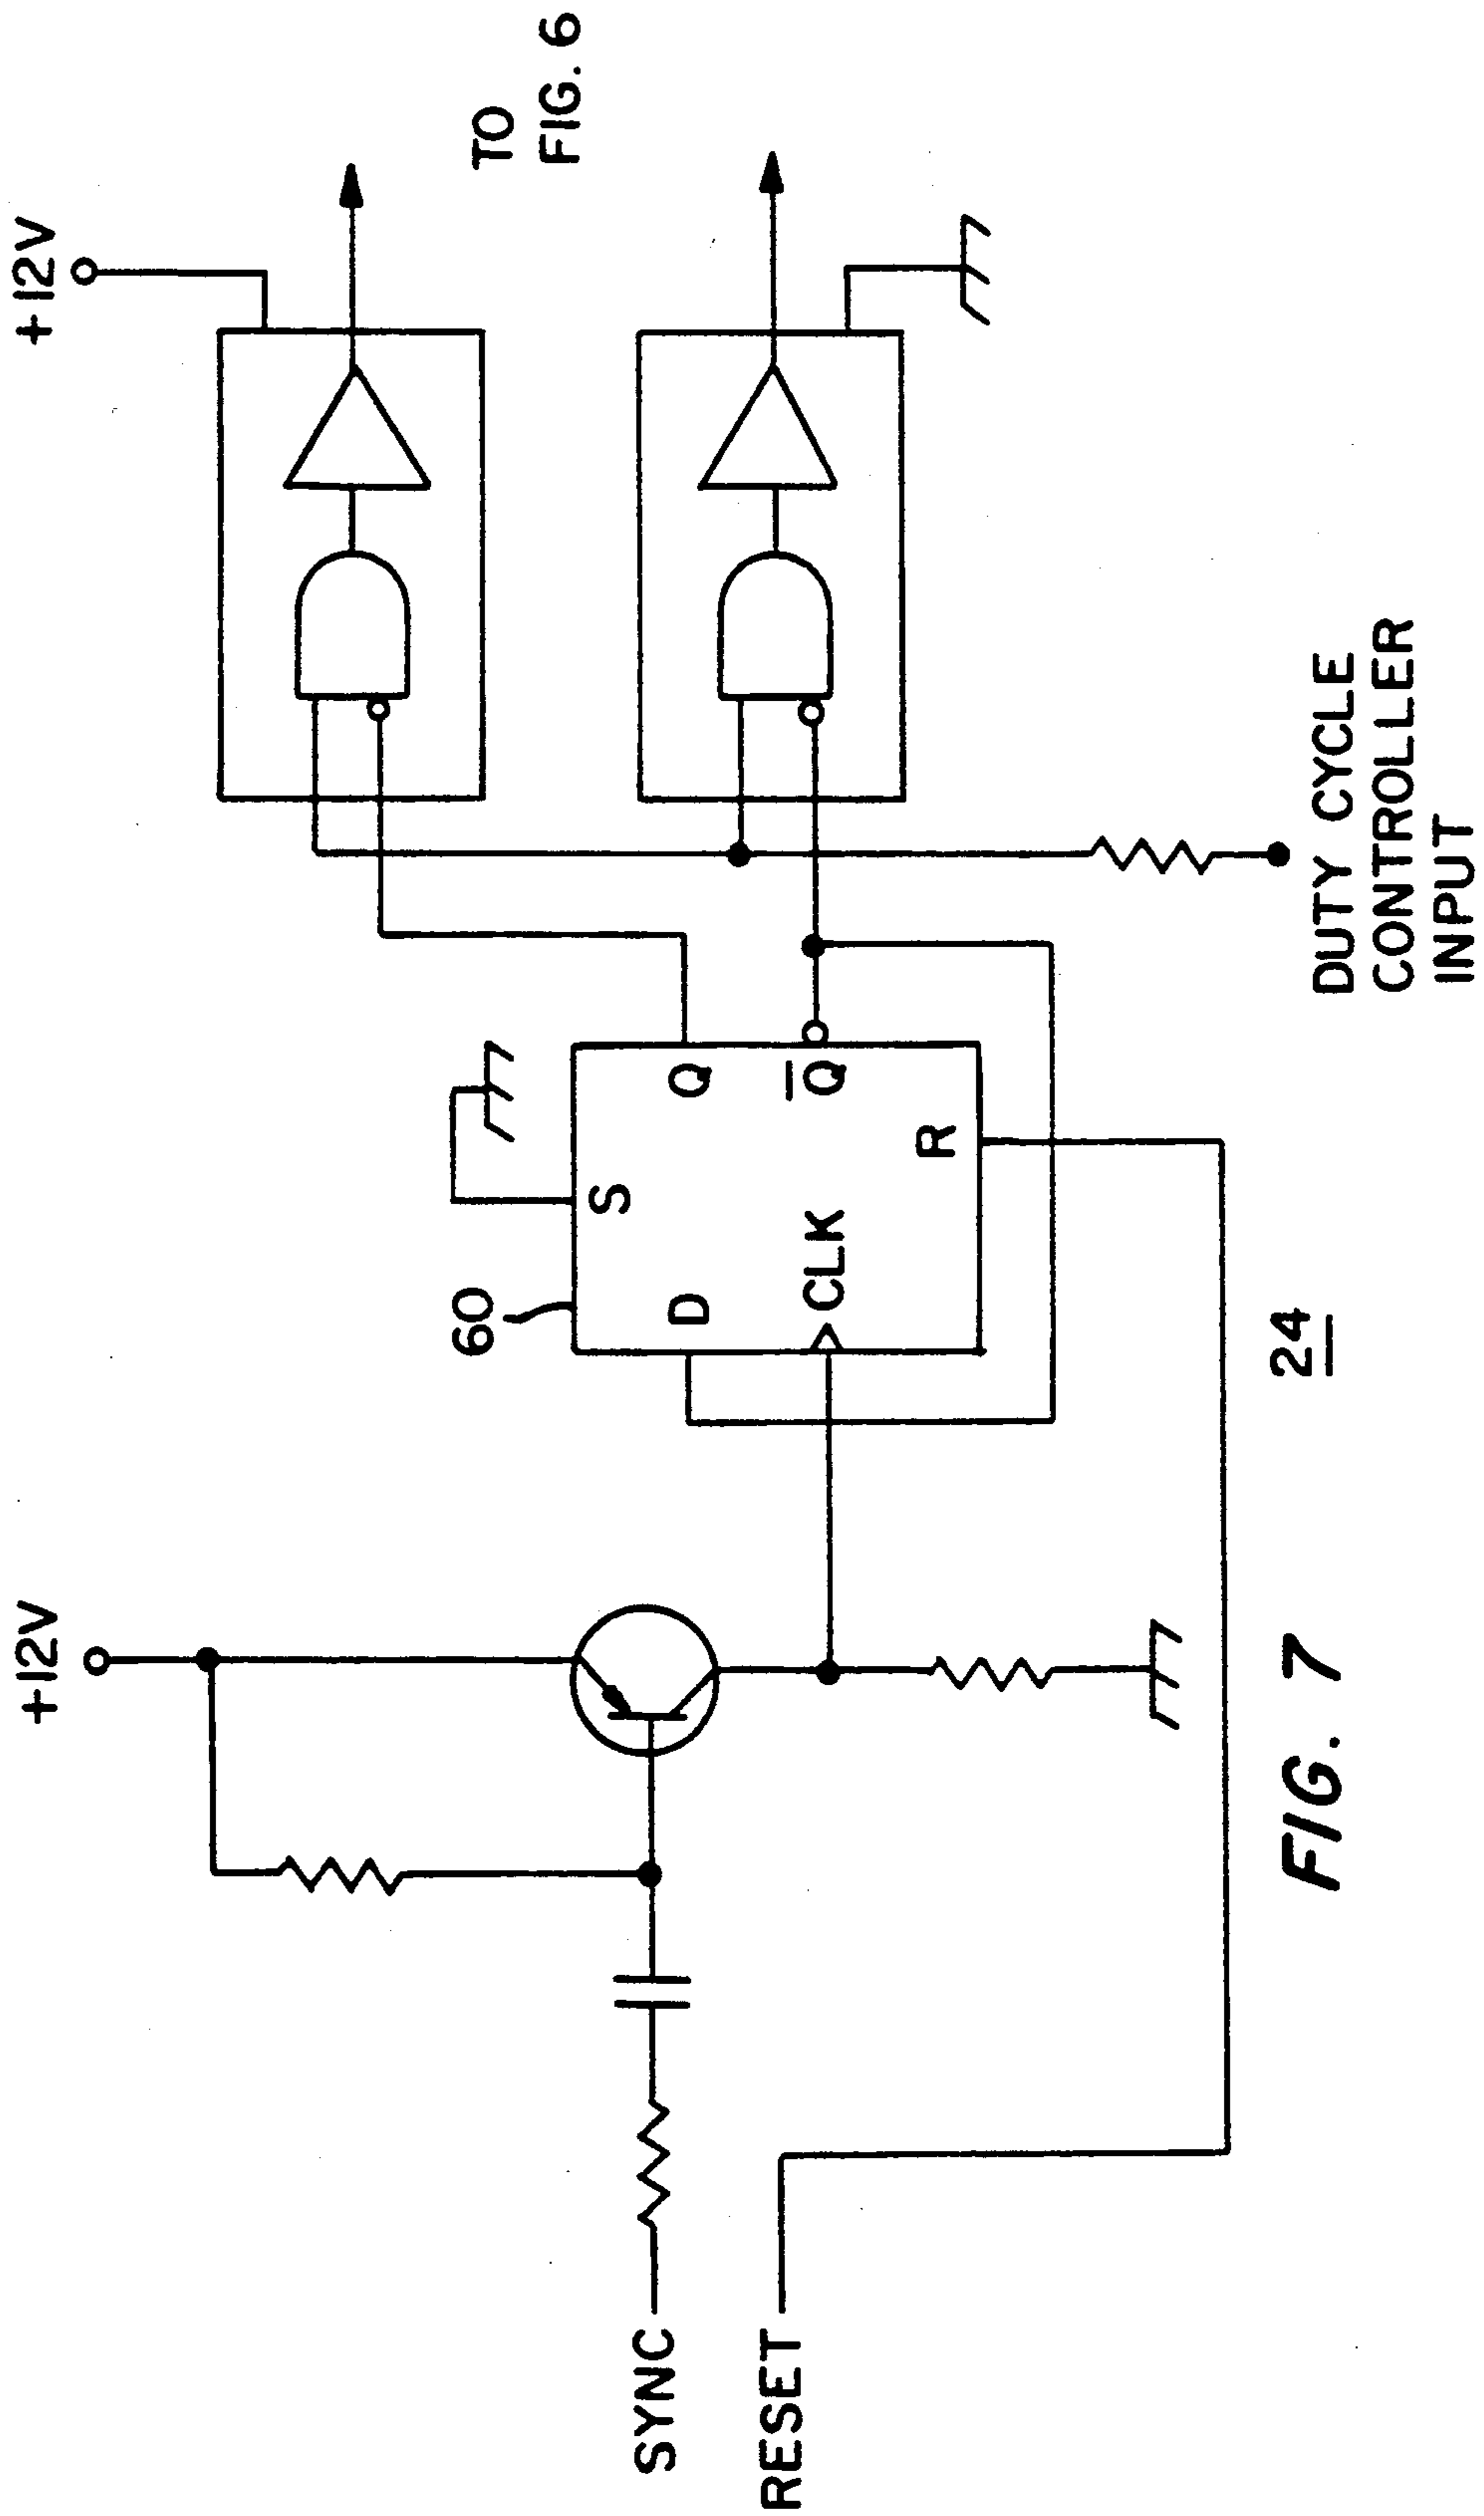 +12V
+12V
TO
FIG. 6
60
S
D
Q
Q
CLK
R
SYNC
RESET
DUTY CYCLE
CONTROLLER
INPUT
24
FIG. 7